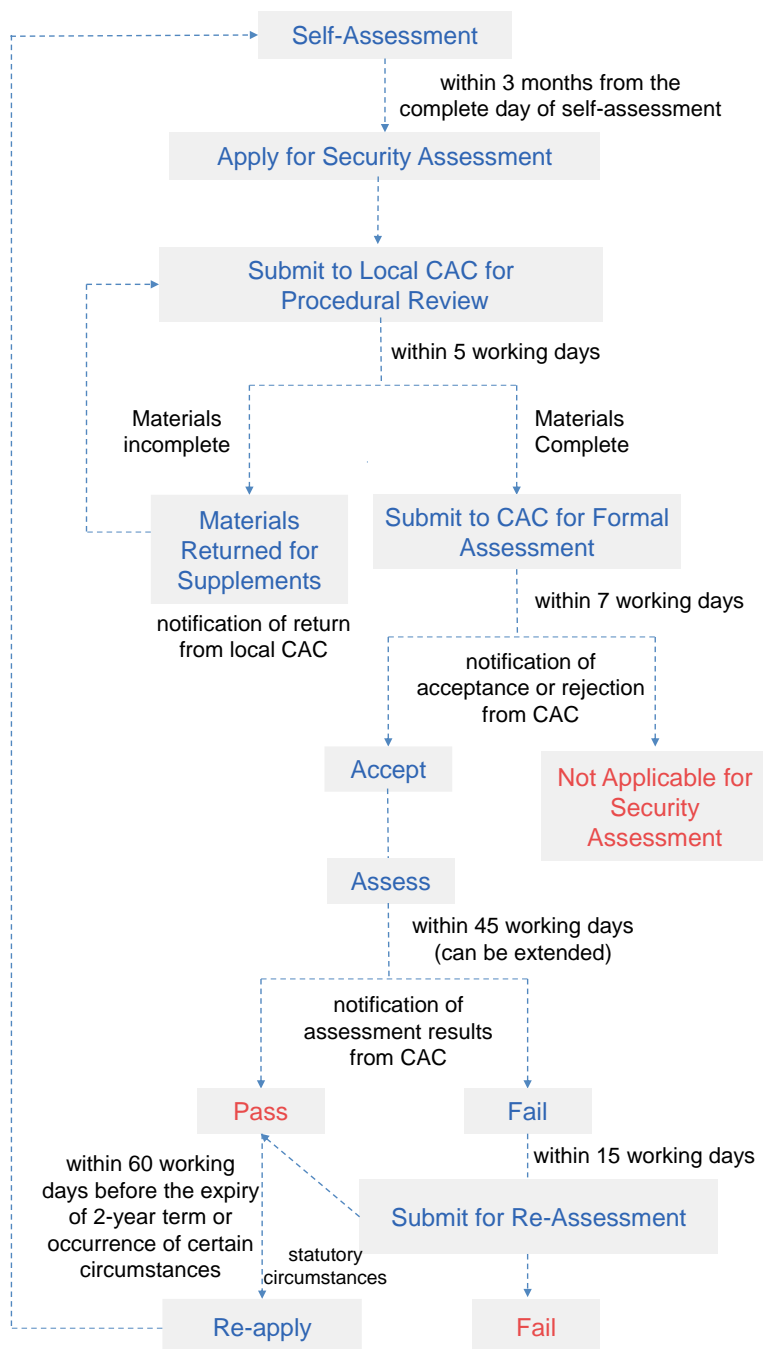 Self-Assessment
within 3 months from the
complete day of self-assessment
Apply for Security Assessment
Submit to Local CAC for
Procedural Review
within 5 working days
Materials
incomplete
Materials
Complete
Materials
Returned for
Supplements
Submit to CAC for Formal
Assessment
notification of return
from local CAC
within 7 working days
notification of
acceptance or rejection
from CAC
Accept
Not Applicable for
Security
Assessment
Assess
within 45 working days
(can be extended)
notification of
assessment results
from CAC
Pass
Fail
within 60 working
days before the expiry
of 2-year term or
occurrence of certain
circumstances
within 15 working days
Submit for Re-Assessment
statutory
circumstances
Re-apply
Fail